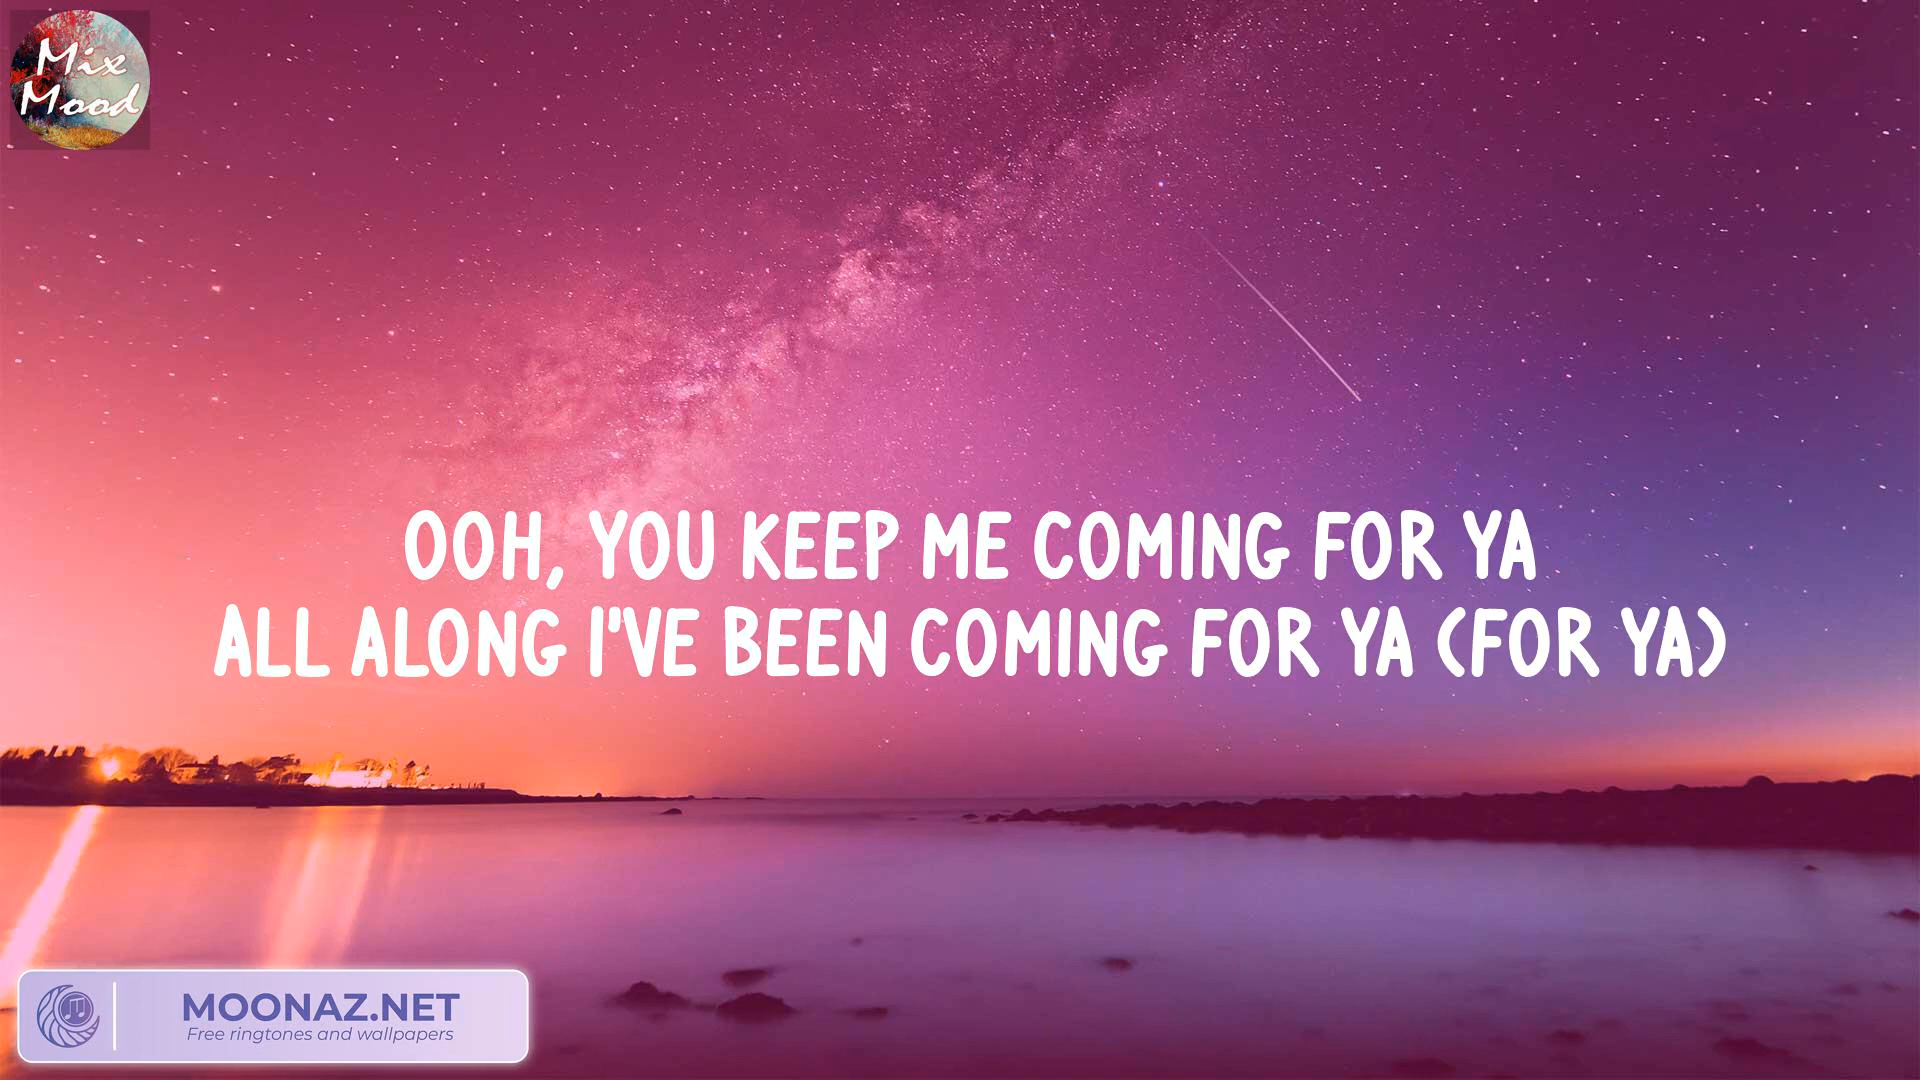 Mix
Mood
OOH, YOU KEEP ME COMING FOR YA
ALL ALONG I'VE BEEN COMING FOR YA (FOR YA)
MOONAZ.NET
Free ringtones and wallpapers